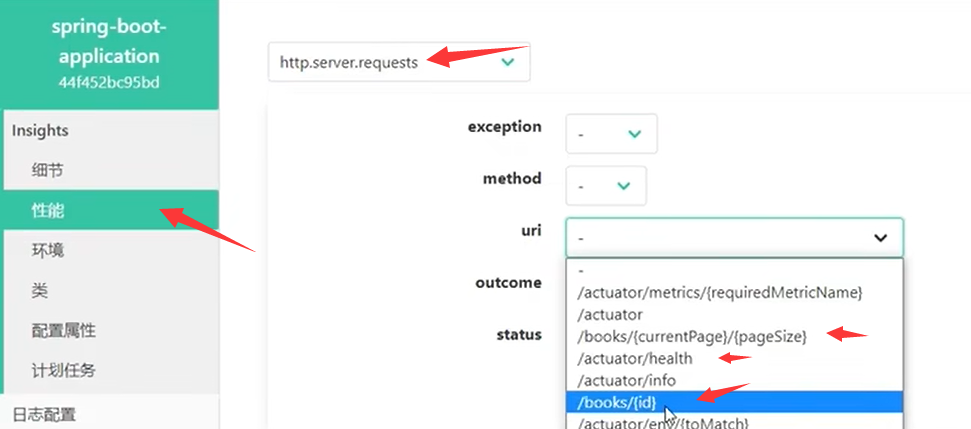 spring-boot-
application
44f452bc95bd
Insights
细节
性能
环境
类
配置属性
计划任务
日志配置
http.server.requests
exception
-
method
-
uri
-
outcome
status
-
/actuator/metrics/{requiredMetricName}
/actuator
/books/{currentPage}/{pageSize}
/actuator/health
/actuator/info
/books/{id}
/actuator/env/{toMatch}